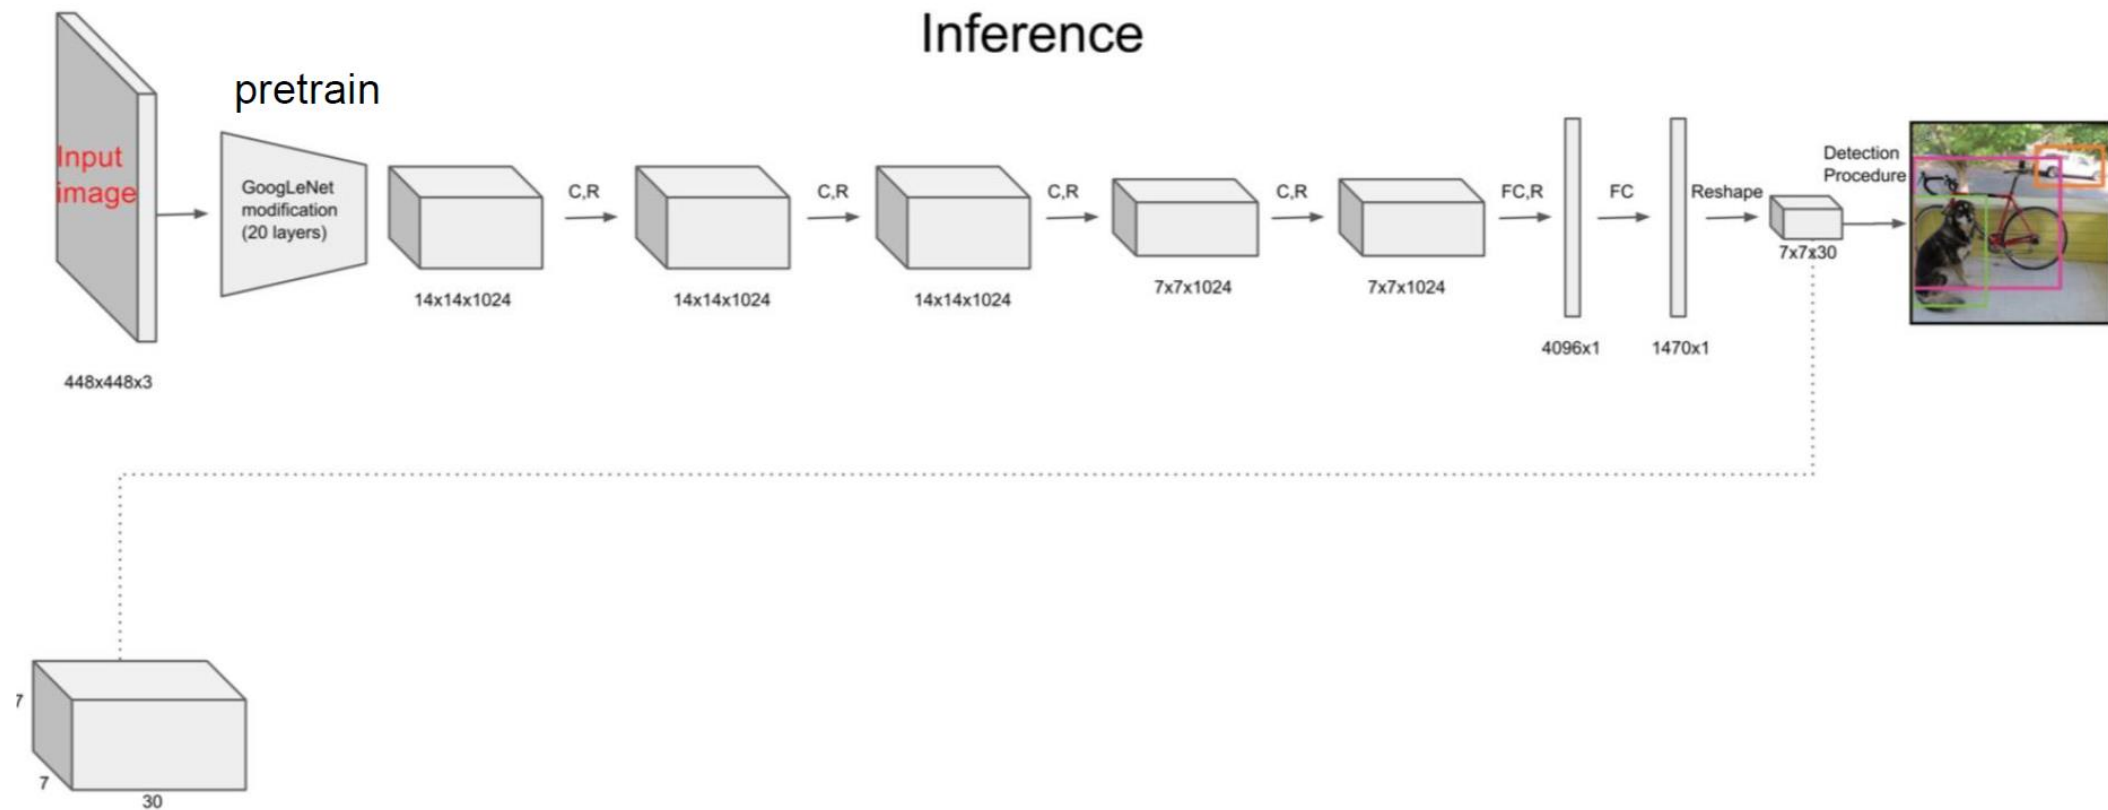 Inference
pretrain
Input
image
GoogLeNet
modification
(20 layers)
C,R
C,R
C,R
C,R
FC,R
FC
Reshape
Detection
Procedure
448x448x3
14x14x1024
14x14x1024
14x14x1024
7x7x1024
7x7x1024
4096x1
1470x1
7x7x30
7
7
30